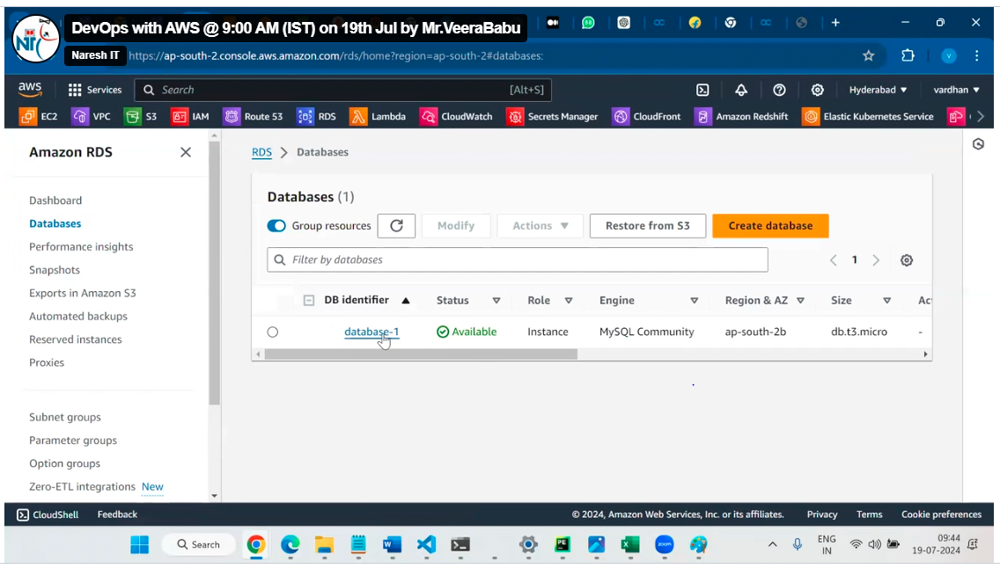 DevOps with AWS @ 9:00 AM (IST) on 19th Jul by Mr.VeeraBabu
NiT
Naresh IT
https://ap-south-2.console.aws.amazon.com/rds/home?region=ap-south-2#databases:
aws
Services
Search
[Alt+S]
Hyderabad
vardhan
EC2
VPC
S3
IAM
Route 53
RDS
Lambda
CloudWatch
Secrets Manager
CloudFront
Amazon Redshift
Elastic Kubernetes Service
Amazon RDS
Dashboard
Databases
Performance insights
Snapshots
Exports in Amazon S3
Automated backups
Reserved instances
Proxies
Subnet groups
Parameter groups
Option groups
Zero-ETL integrations New
RDS > Databases
Databases (1)
Group resources
Modify
Actions
Restore from S3
Create database
Filter by databases
1
DB identifier Status Role Engine Region & AZ Size
database-1 Available Instance MySQL Community ap-south-2b db.t3.micro -
CloudShell Feedback © 2024, Amazon Web Services, Inc. or its affiliates. Privacy Terms Cookie preferences
Search
zoom
ENG
IN
09:44
19-07-2024